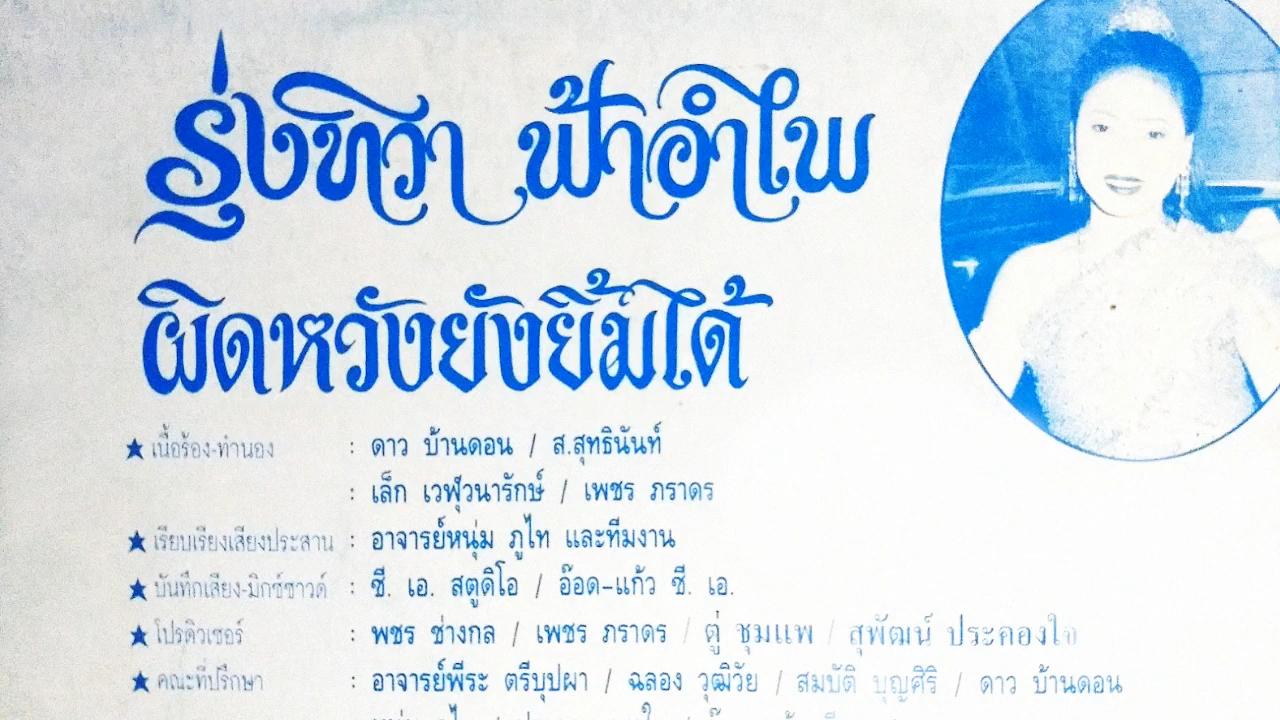 รุ่งทิวา ฟ้าอำไพ
ผิดหวังยังยิ้มได้
★ เนื้อร้อง-ทำนอง : ดาว บ้านดอน / ส.สุทธินันท์
: เล็ก เวฬุวนารักษ์ / เพชร ภราดร
★ เรียบเรียงเสียงประสาน : อาจารย์หนุ่ม ภูไท และทีมงาน
★ บันทึกเสียง-มิกซ์ซาวด์ : ซี. เอ. สตูดิโอ / อ๊อด-แก้ว ซี. เอ.
★ โปรดิวเซอร์ : พชร ช่างกล / เพชร ภราดร / ตู่ ชุมแพ / สุพัฒน์ ประคองใจ
★ คณะที่ปรึกษา : อาจารย์พีระ ตรีบุปผา / ฉลอง วุฒิวัย / สมบัติ บุญศิริ / ดาว บ้านดอน